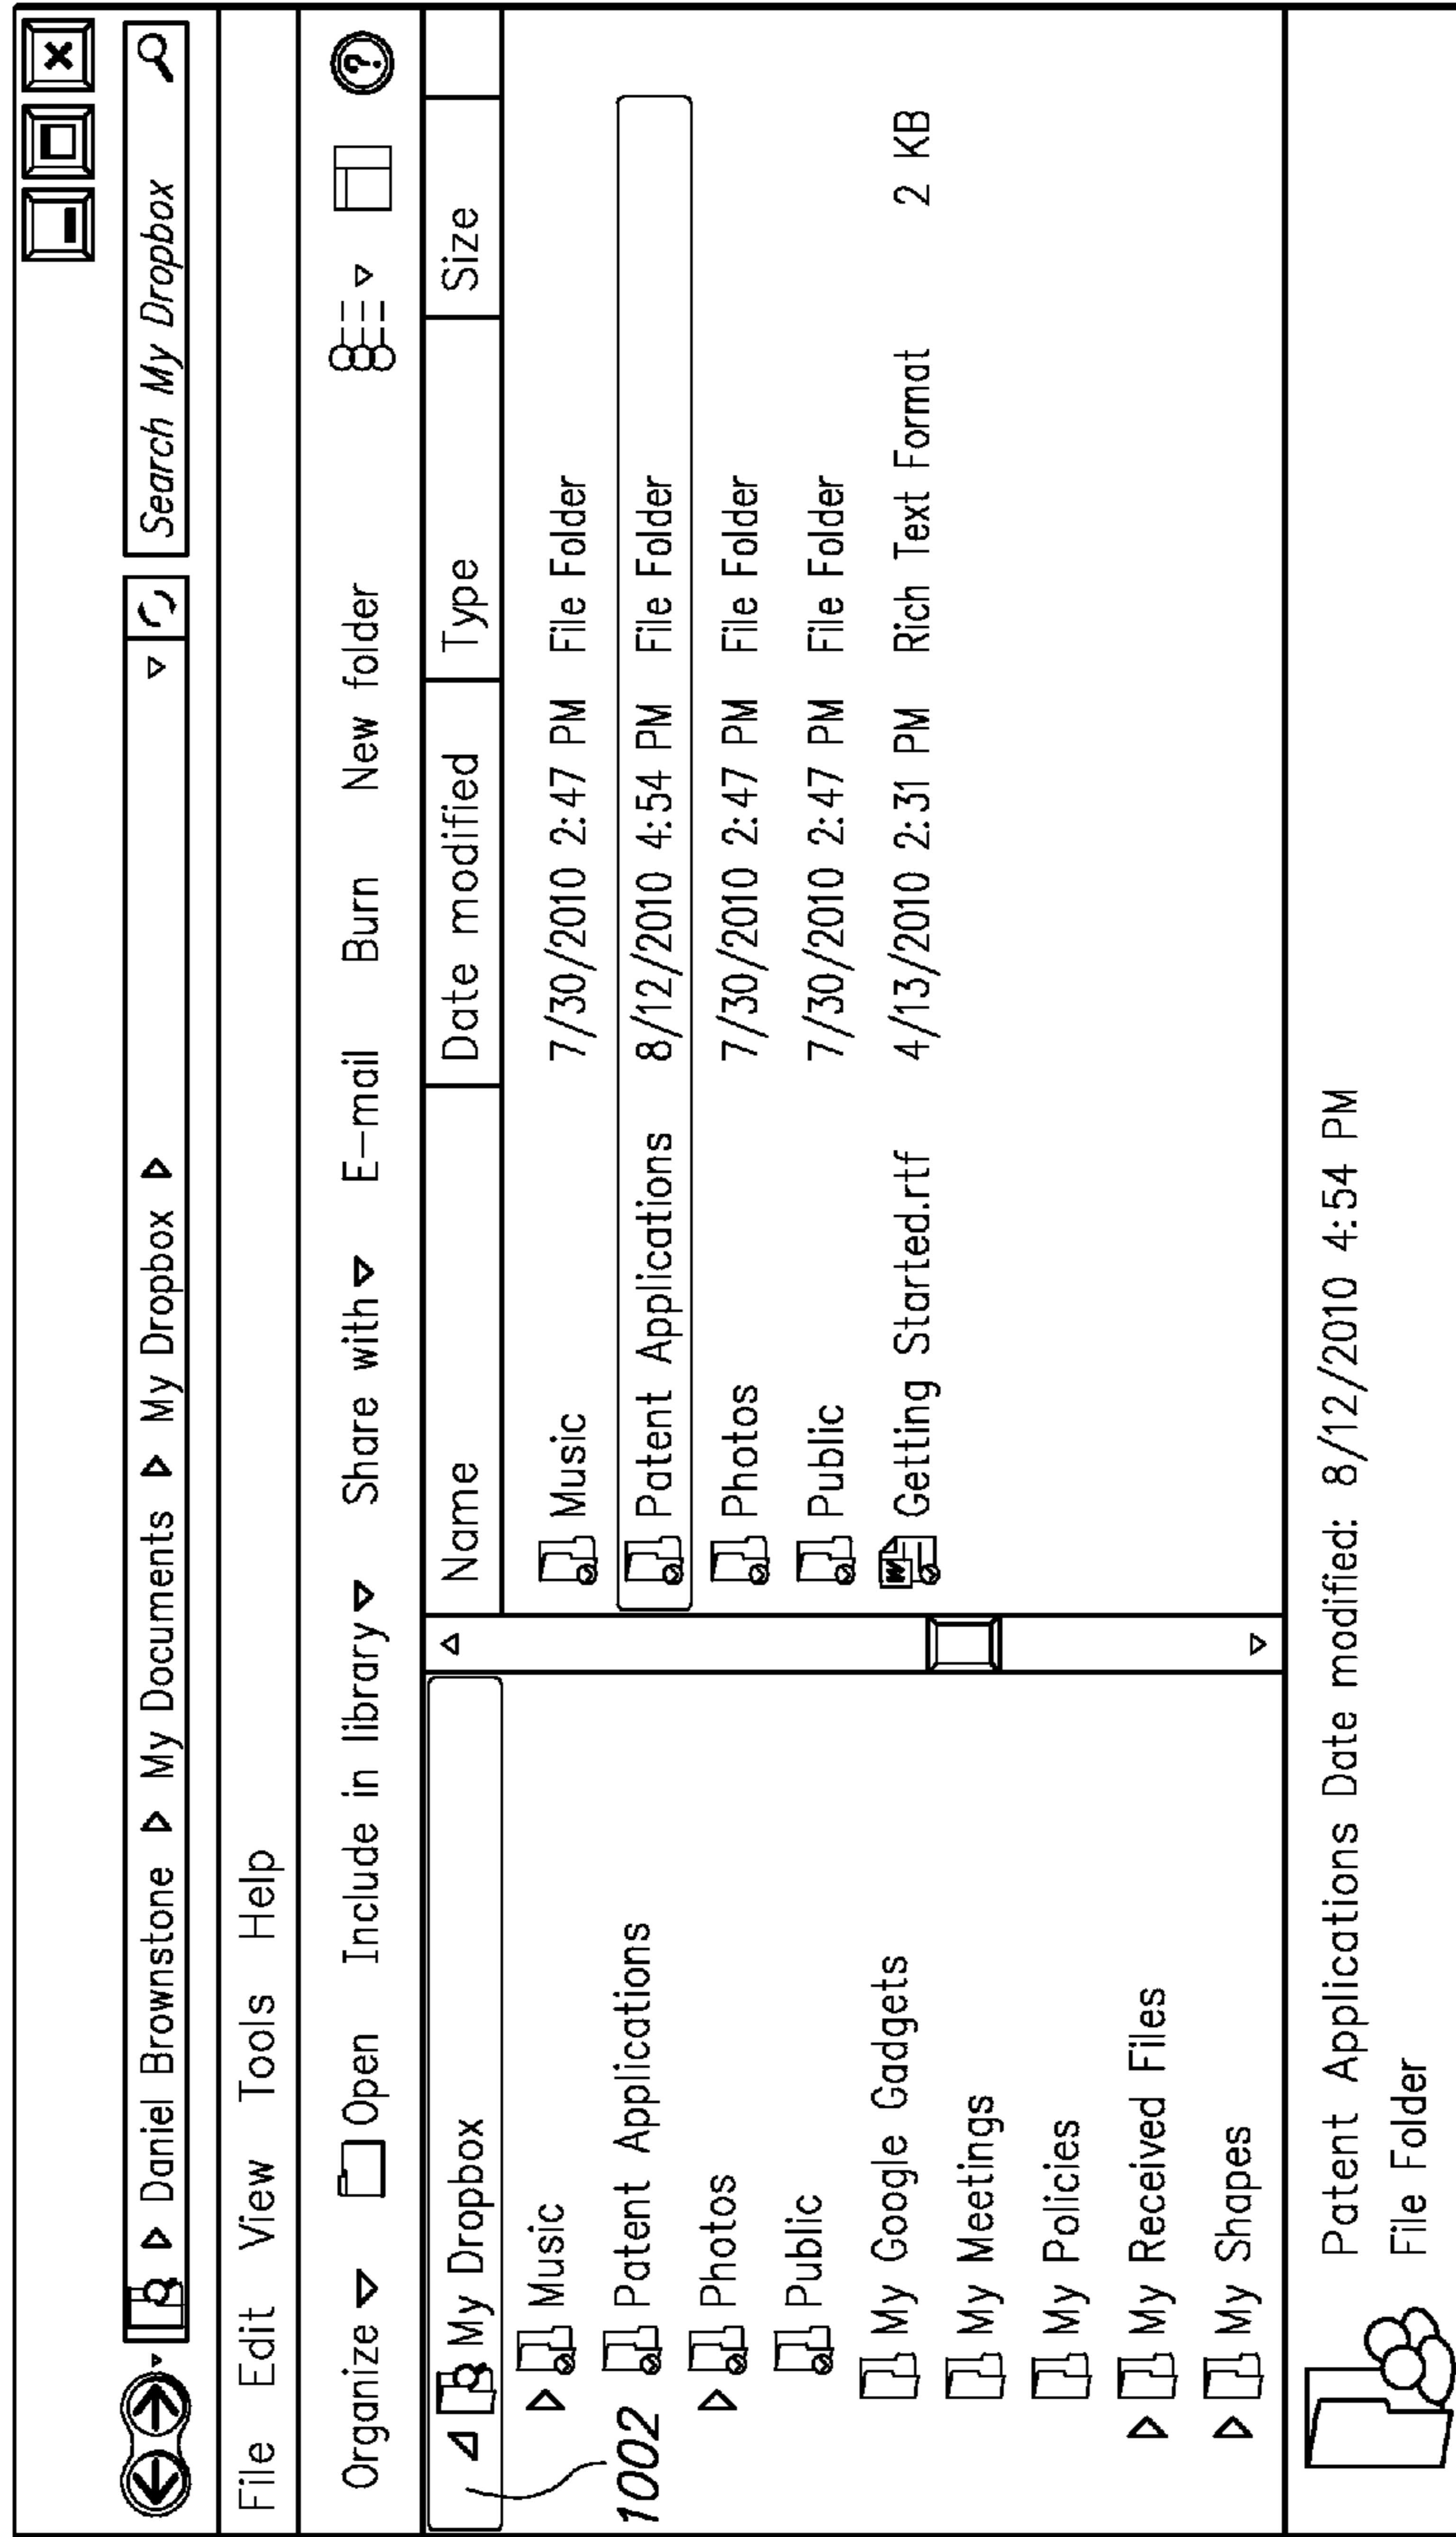 Daniel Brownstone My Documents My Dropbox Search My Dropbox
File Edit View Tools Help
Organize Open Include in library Share with E-mail Burn New folder ?
My Dropbox
Music
Patent Applications
Photos
Public
My Google Gadgets
My Meetings
My Policies
My Received Files
My Shapes
1002
Name Date modified Type Size
Music 7/30/2010 2:47 PM File Folder
Patent Applications 8/12/2010 4:54 PM File Folder
Photos 7/30/2010 2:47 PM File Folder
Public 7/30/2010 2:47 PM File Folder
W Getting Started.rtf 4/13/2010 2:31 PM Rich Text Format 2 KB
Patent Applications Date modified: 8/12/2010 4:54 PM
File Folder